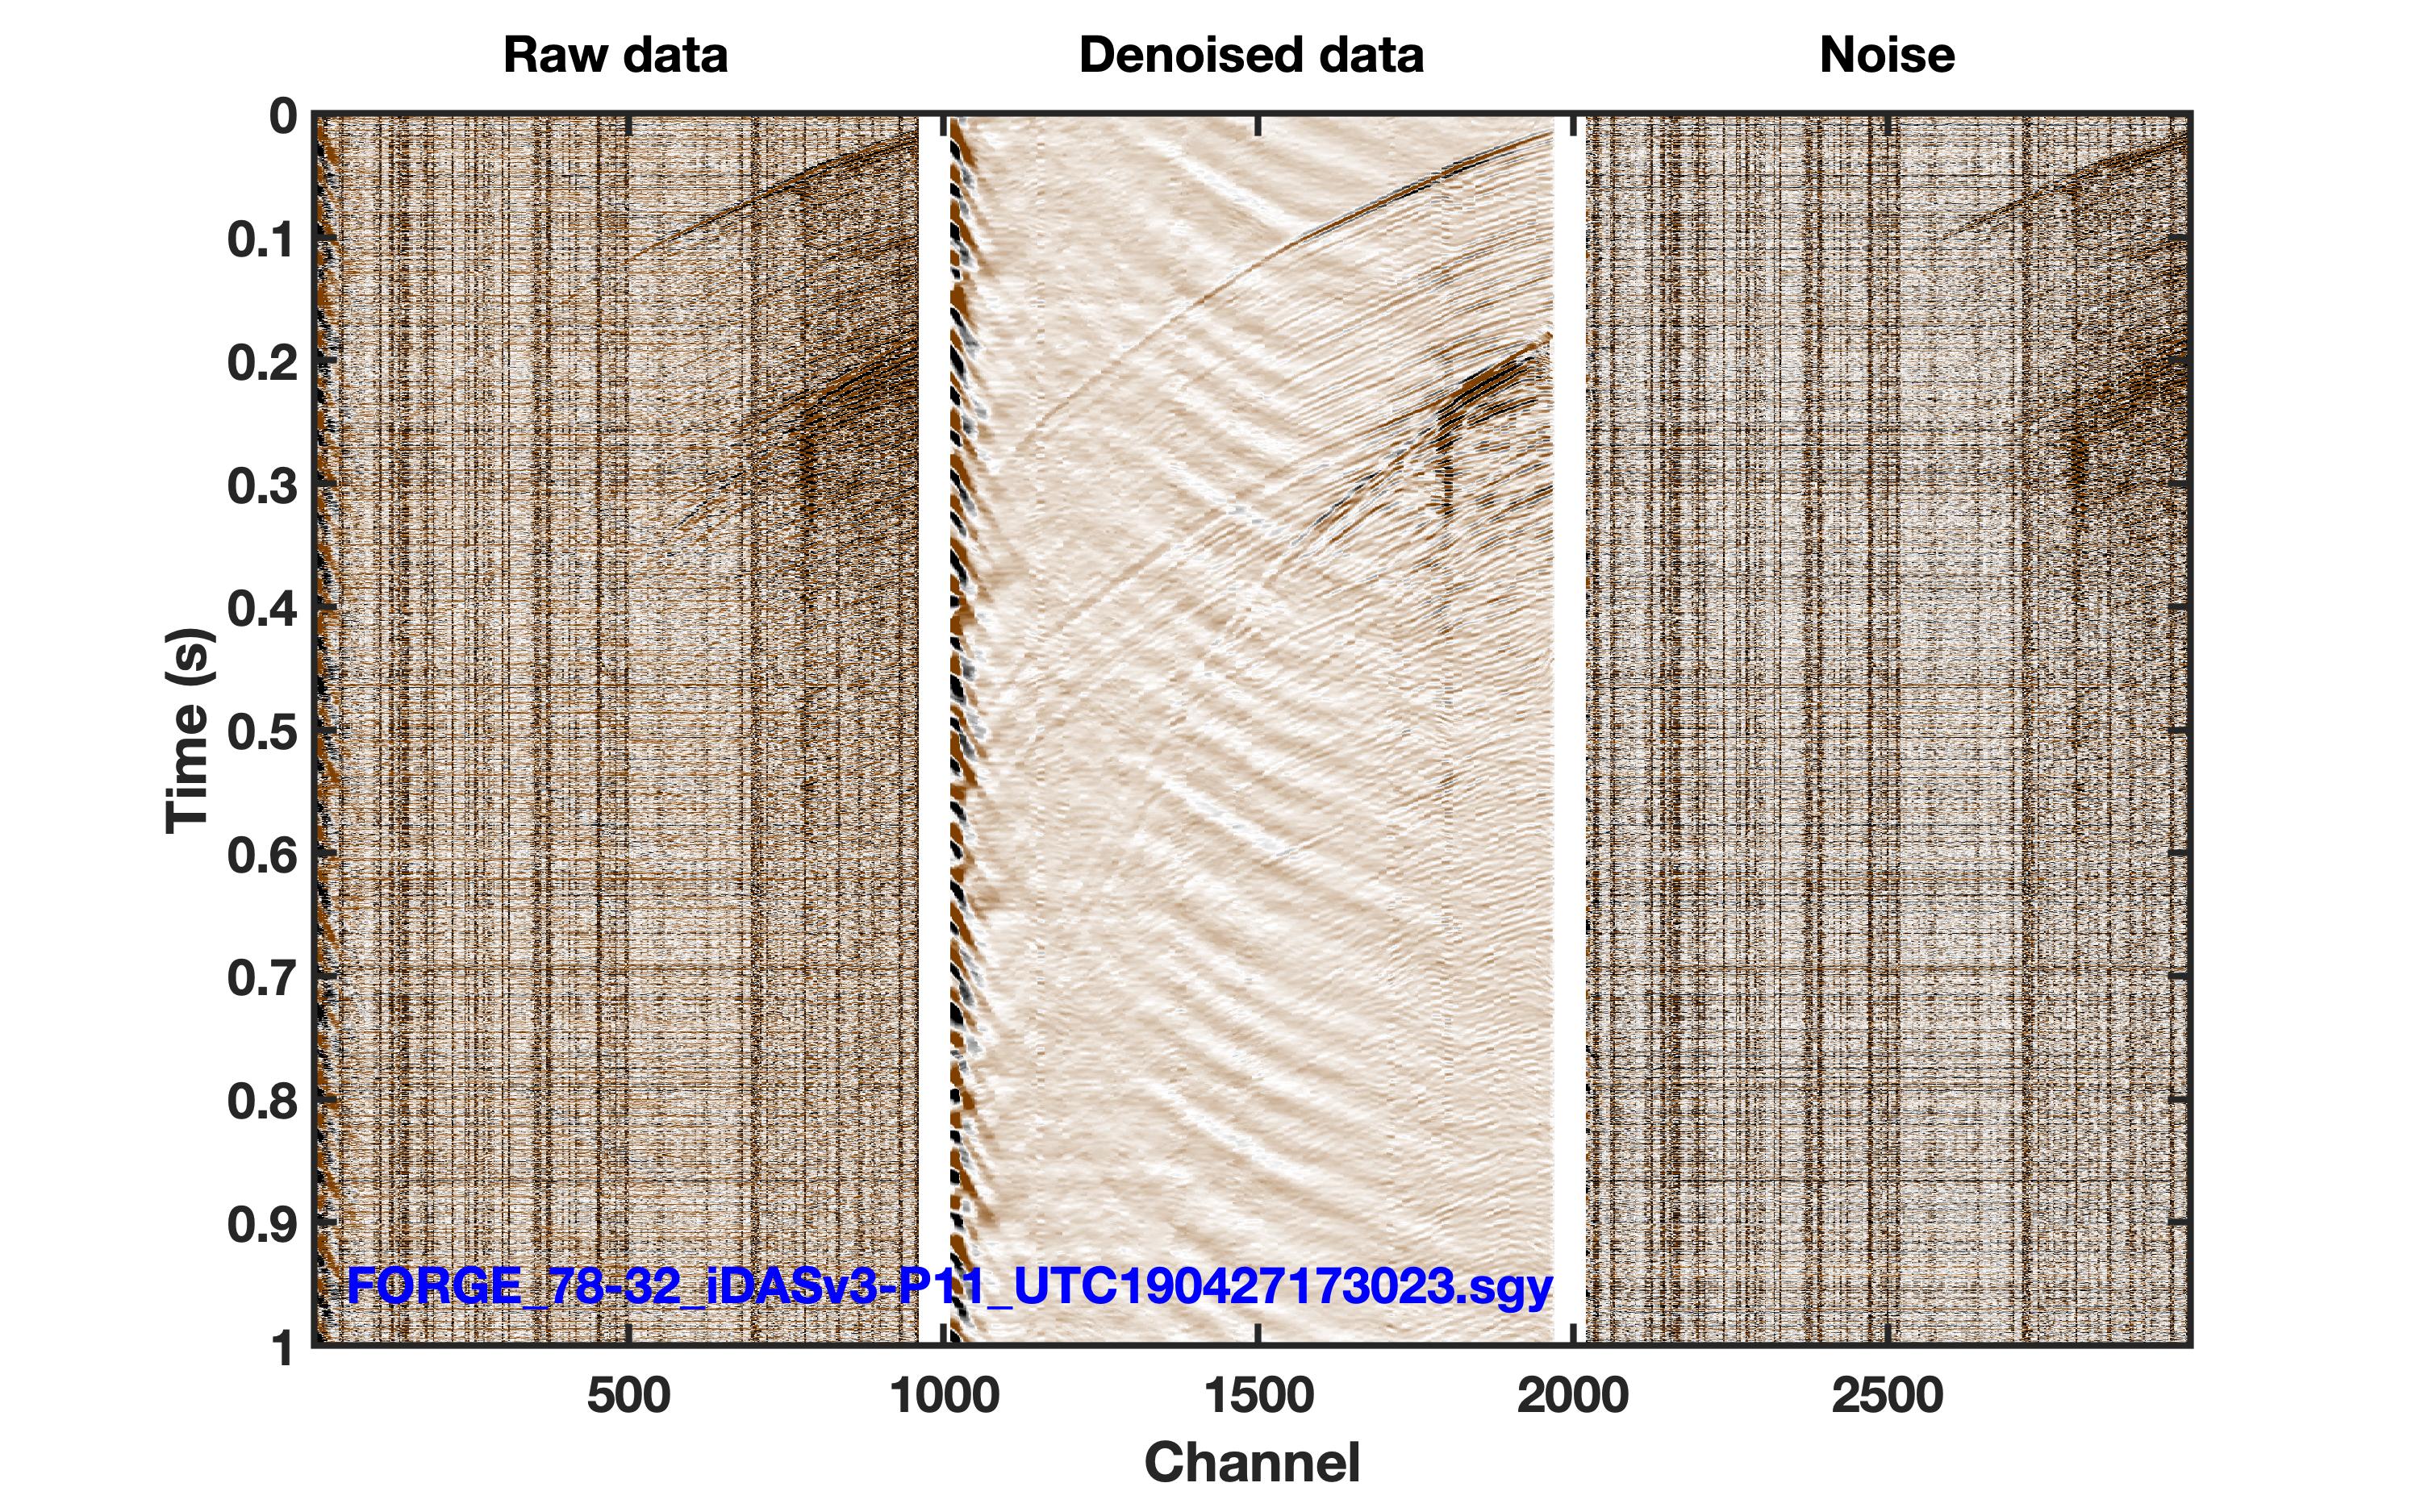 Raw data Denoised data Noise
0
0.1
0.2
0.3
0.4
0.5
0.6
0.7
0.8
0.9
1
Time (s)
FORGE_78-32_iDASv3-P11_UTC190427173023.sgy
500 1000 1500 2000 2500
Channel